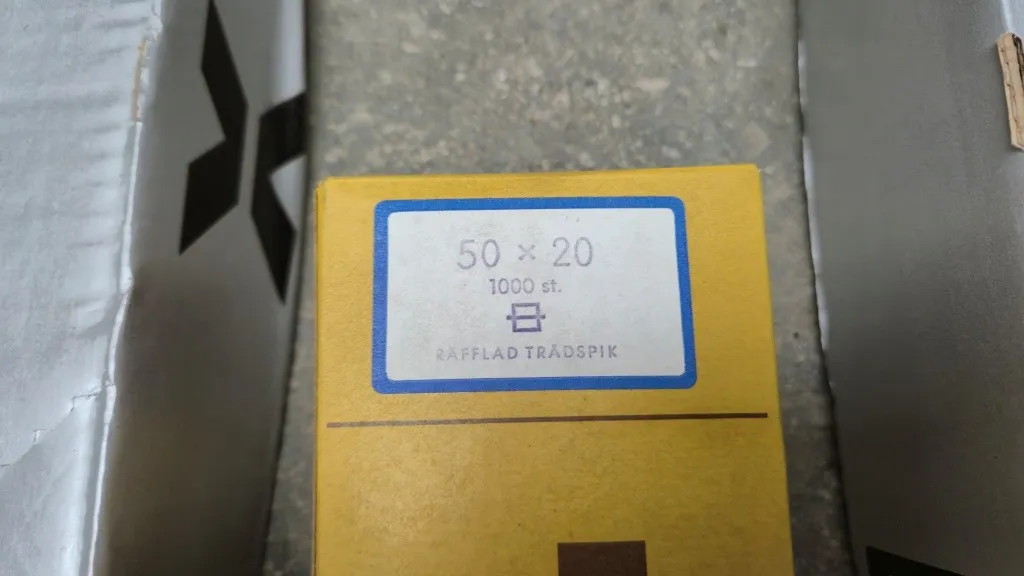 50 × 20
1000 st.
RÄFFLAD TRÅDSPIK